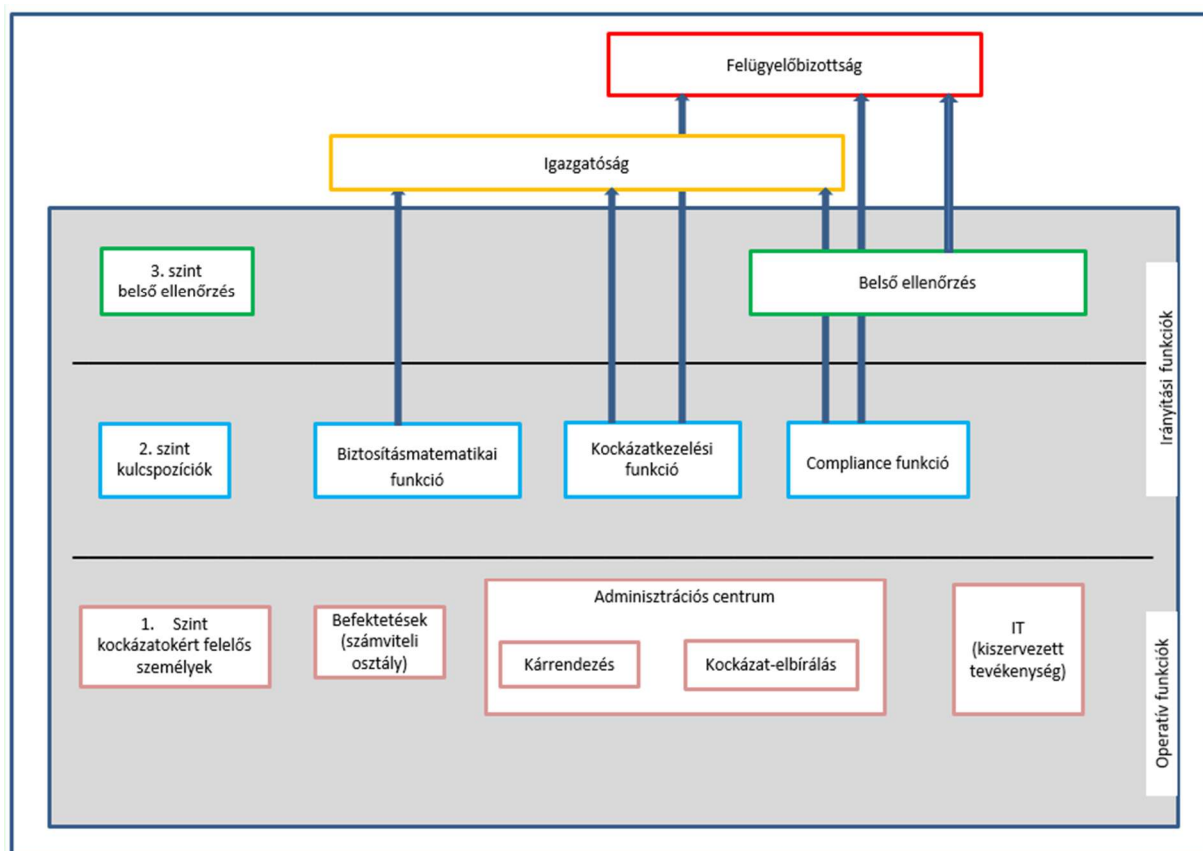 Felügyelőbizottság
Igazgatóság
3. szint
belső ellenőrzés
Belső ellenőrzés
Irányítási funkciók
2. szint
kulcspozíciók
Biztosításmatematikai
funkció
Kockázatkezelési
funkció
Compliance funkció
1. Szint
kockázatokért felelős
személyek
Befektetések
(számviteli
osztály)
Adminisztrációs centrum
Kárrendezés
Kockázat-elbírálás
IT
(kiszervezett
tevékenység)
Operatív funkciók